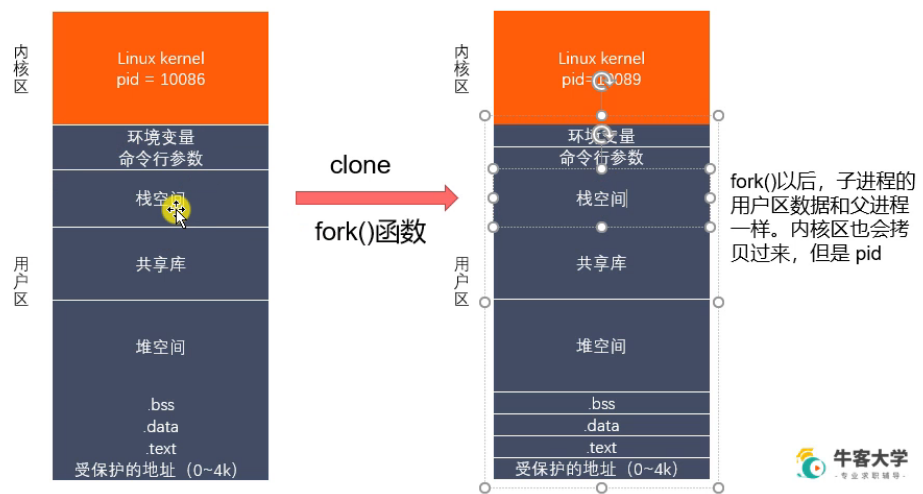 内核区
Linux kernel
pid = 10086
环境变量
命令行参数
栈空间
用户区
共享库
堆空间
.bss
.data
.text
受保护的地址（0~4k）
clone
fork()函数
内核区
Linux kernel
pid=10089
环境变量
命令行参数
栈空间
用户区
共享库
堆空间
.bss
.data
.text
受保护的地址（0~4k）
fork()以后，子进程的
用户区数据和父进程
一样。内核区也会拷
贝过来，但是 pid
牛客大学
-专业求职辅导-